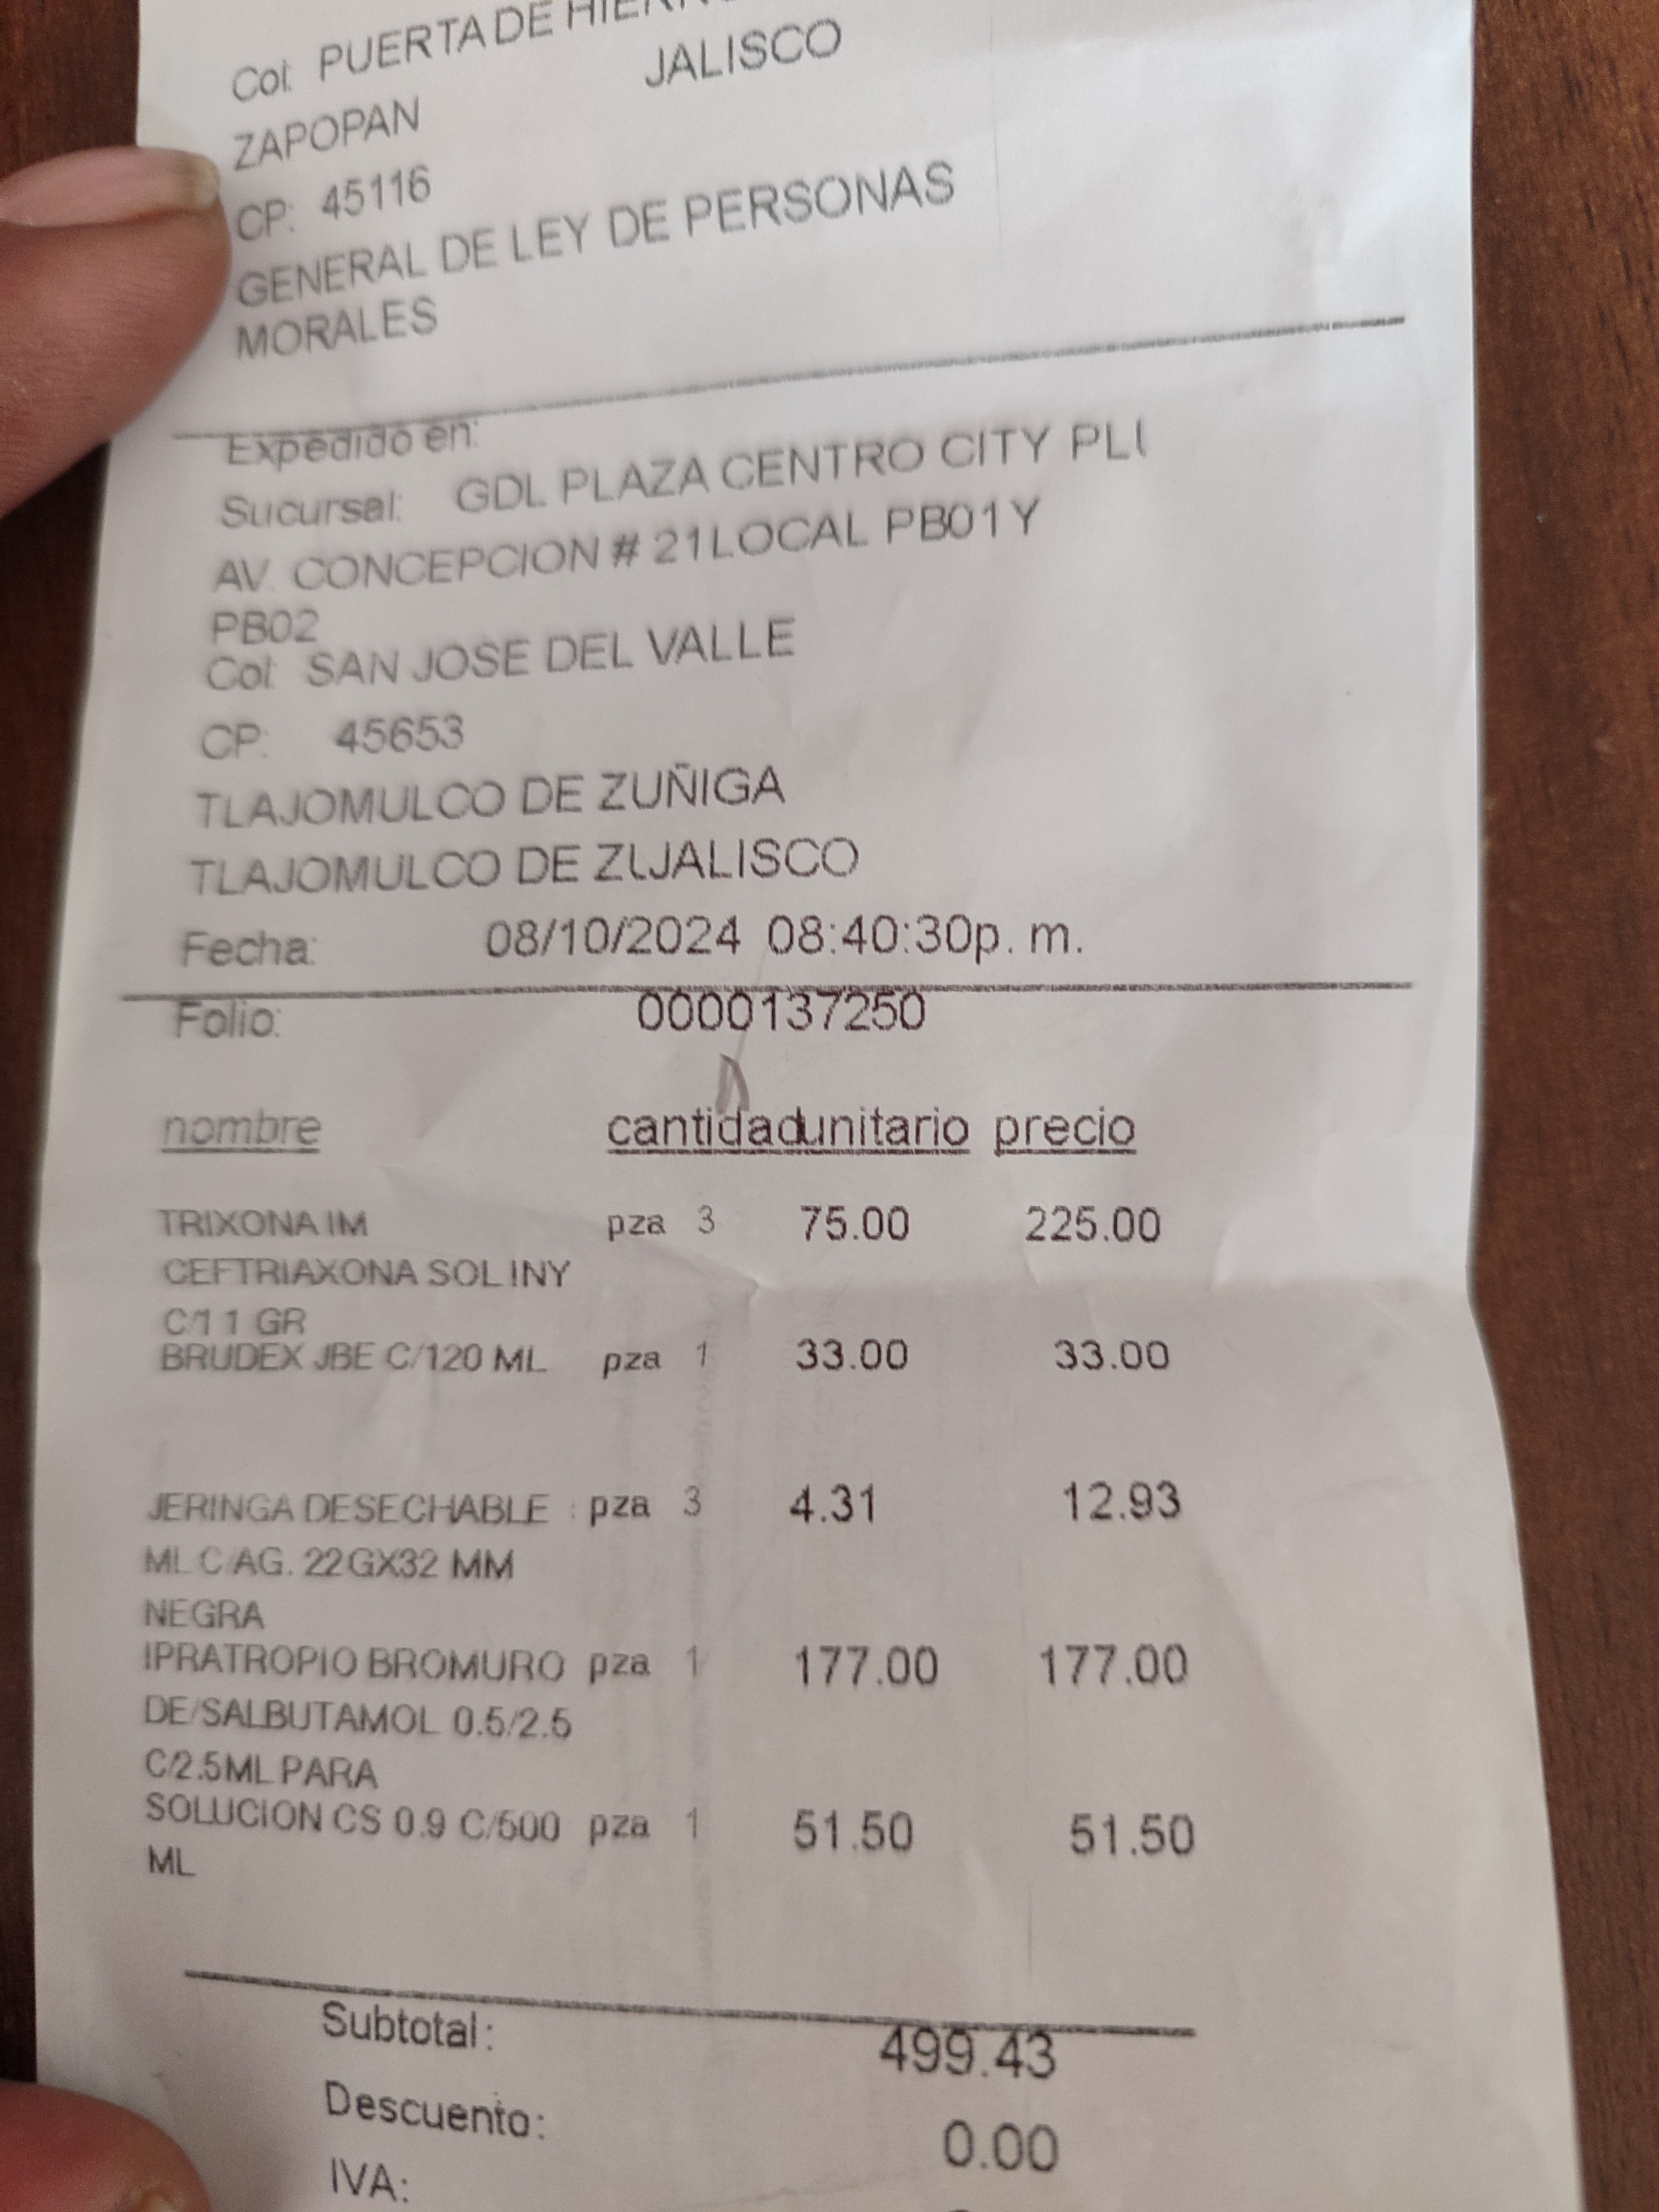 Col: PUERTA DE
JALISCO
ZAPOPAN
CP: 45116
GENERAL DE LEY DE PERSONAS
MORALES
Expedido en:
Sucursal: GDL PLAZA CENTRO CITY
AV. CONCEPCION # 21LOCAL PB01 Y
PB02
Col: SAN JOSE DEL VALLE
CP: 45653
TLAJOMULCO DE ZUÑIGA
TLAJOMULCO DE ZUJALISCO
Fecha: 08/10/2024 08:40:30p. m.
Folio: 0000137250
nombre cantidad unitario precio
TRIXONA IM pza 3 75.00 225.00
CEFTRIAXONA SOL INY
C/1 1 GR
BRUDEX JBE C/120 ML pza 1 33.00 33.00
JERINGA DESECHABLE pza 3 4.31 12.93
ML C/AG. 22GX32 MM
NEGRA
IPRATROPIO BROMURO pza 1 177.00 177.00
DE/SALBUTAMOL 0.5/2.5
C/2.5ML PARA
SOLUCION CS 0.9 C/500 pza 1 51.50 51.50
ML
Subtotal: 499.43
Descuento: 0.00
IVA: